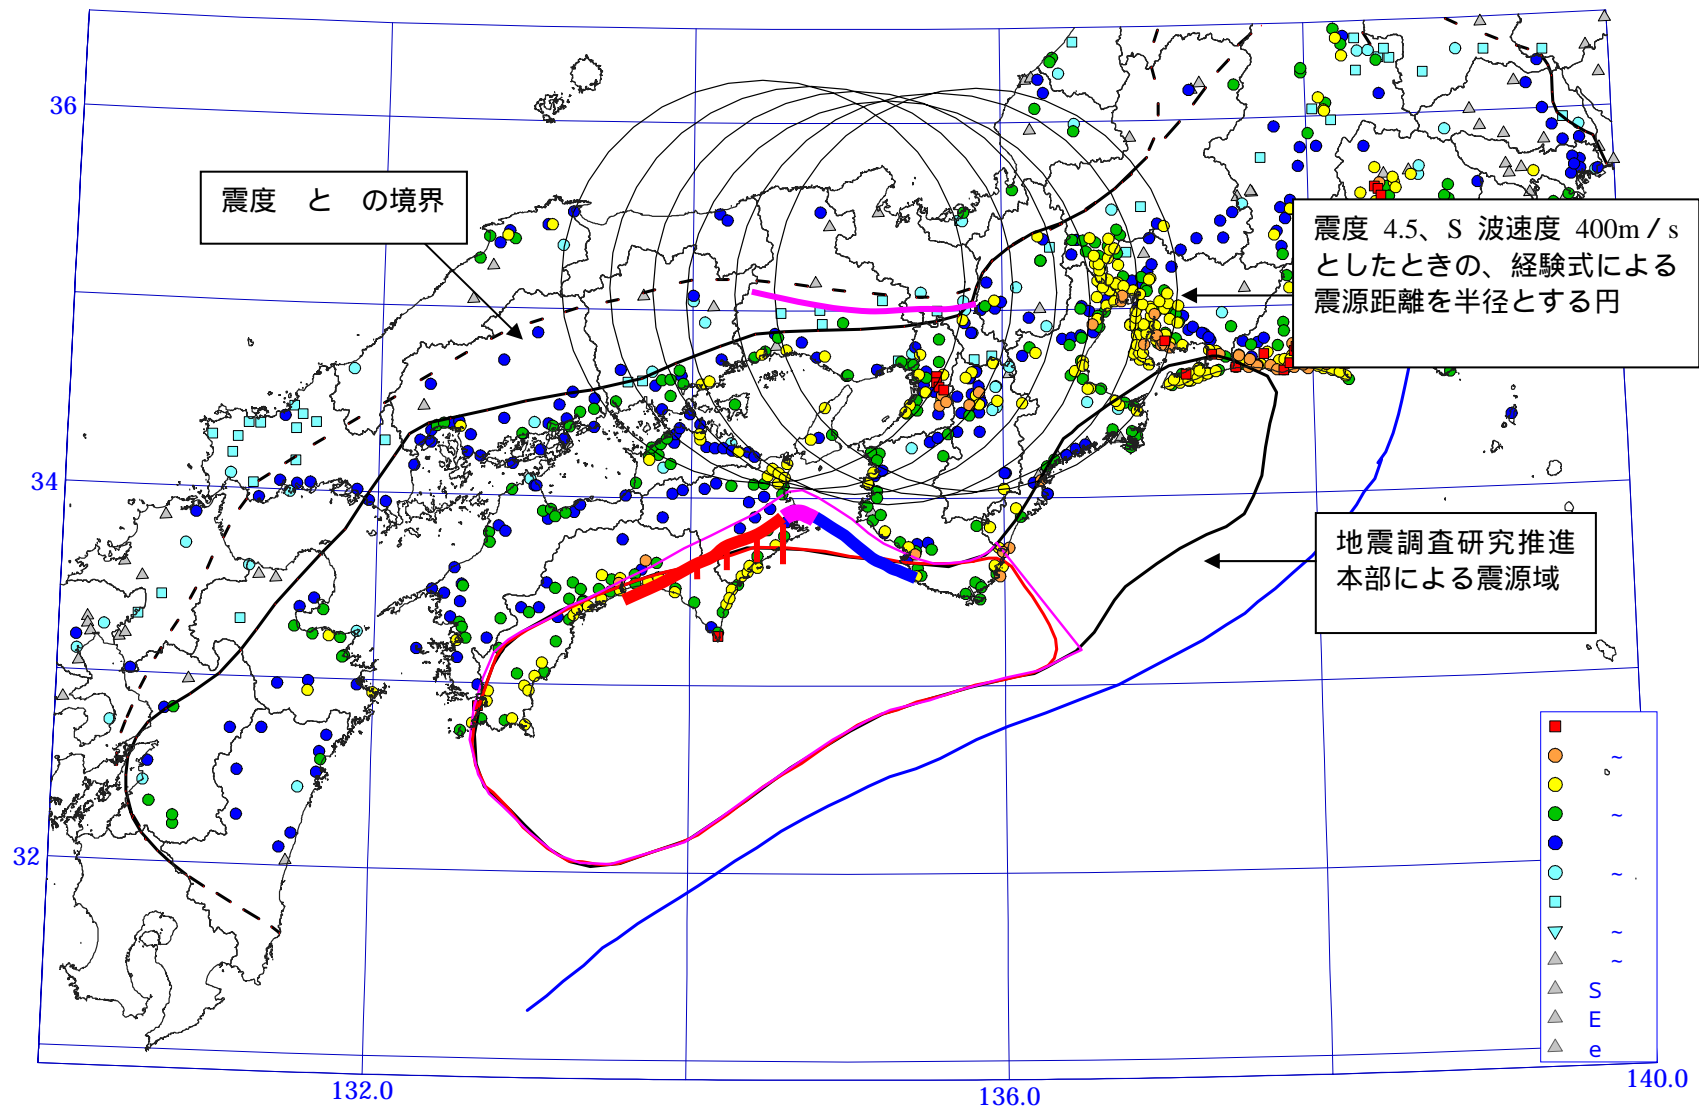 36
震度　と　の境界
震度 4.5、S 波速度 400m／s
としたときの、経験式による
震源距離を半径とする円
34
地震調査研究推進
本部による震源域
32
~
~
~
~
~
S
E
e
132.0
136.0
140.0